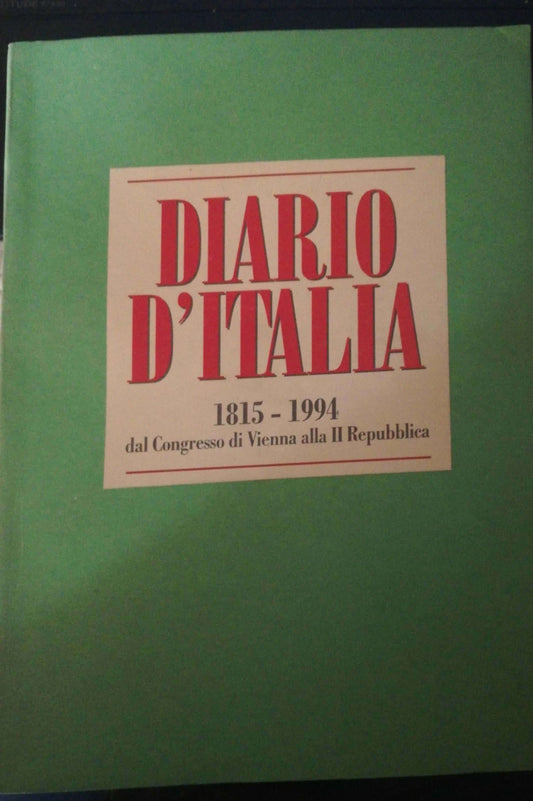 DIARIO
D'ITALIA
1815 - 1994
dal Congresso di Vienna alla II Repubblica